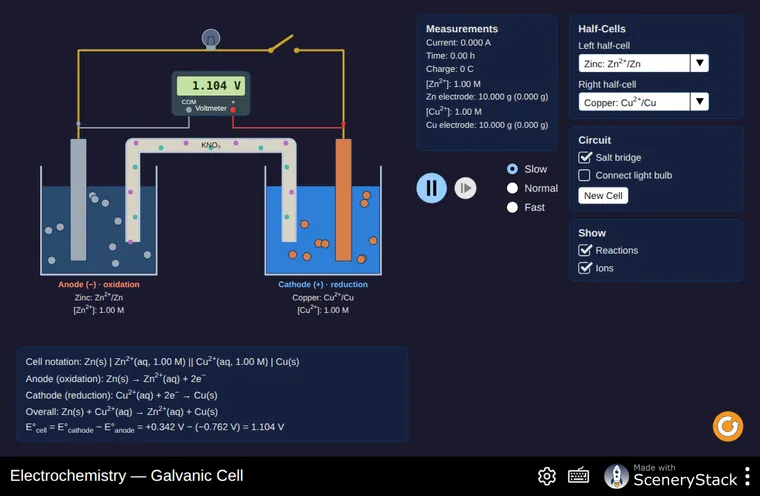 1.104 V
COM
+
Voltmeter
KNO₃
Anode (−) · oxidation
Zinc: Zn²⁺/Zn
[Zn²⁺]: 1.00 M
Cathode (+) · reduction
Copper: Cu²⁺/Cu
[Cu²⁺]: 1.00 M
Measurements
Current: 0.000 A
Time: 0.00 h
Charge: 0 C
[Zn²⁺]: 1.00 M
Zn electrode: 10.000 g (0.000 g)
[Cu²⁺]: 1.00 M
Cu electrode: 10.000 g (0.000 g)
Slow
Normal
Fast
Half-Cells
Left half-cell
Zinc: Zn²⁺/Zn
Right half-cell
Copper: Cu²⁺/Cu
Circuit
Salt bridge
Connect light bulb
New Cell
Show
Reactions
Ions
Cell notation: Zn(s) | Zn²⁺(aq, 1.00 M) || Cu²⁺(aq, 1.00 M) | Cu(s)
Anode (oxidation): Zn(s) → Zn²⁺(aq) + 2e⁻
Cathode (reduction): Cu²⁺(aq) + 2e⁻ → Cu(s)
Overall: Zn(s) + Cu²⁺(aq) → Zn²⁺(aq) + Cu(s)
E°cell = E°cathode − E°anode = +0.342 V − (−0.762 V) = 1.104 V
Electrochemistry — Galvanic Cell
Made with
SceneryStack